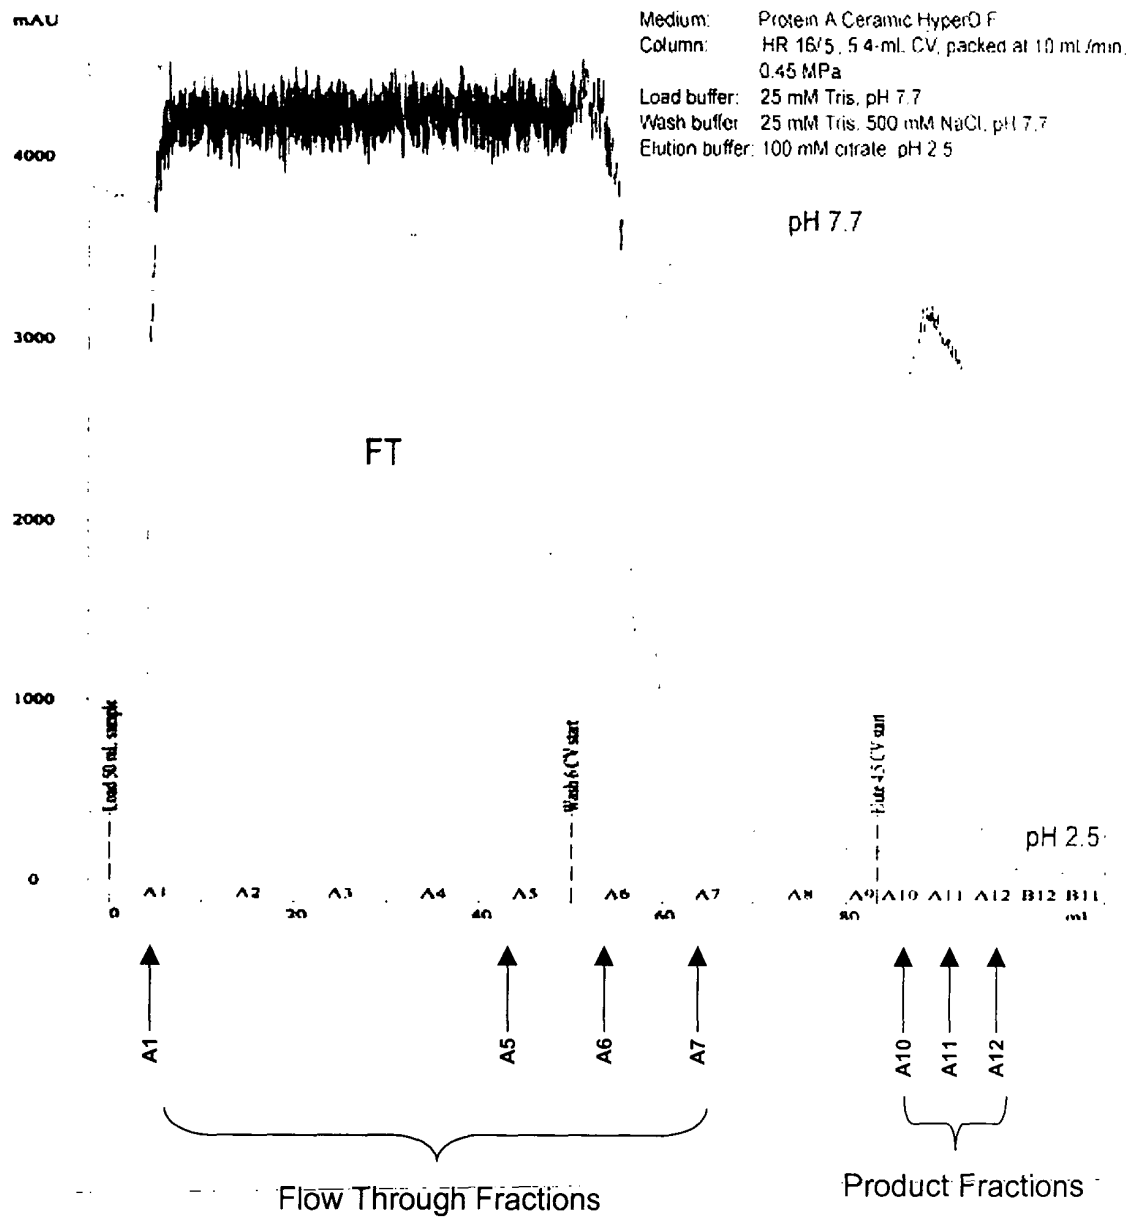 mAU
Medium: Protein A Ceramic HyperD F
Column: HR 16/5, 5.4-mL CV, packed at 10 mL/min,
0.45 MPa
Load buffer: 25 mM Tris, pH 7.7
Wash buffer 25 mM Tris, 500 mM NaCl, pH 7.7
Elution buffer: 100 mM citrate pH 2.5
4000
pH 7.7
3000
FT
2000
1000
Load 50 mL sample
Wash 6 CV start
Elute 4.5 CV start
pH 2.5
0
A1 A2 A3 A4 A5 A6 A7 A8 A9 A10 A11 A12 B12 B11
0 20 40 60 80 ml
A1 A5 A6 A7 A10 A11 A12
Flow Through Fractions
Product Fractions